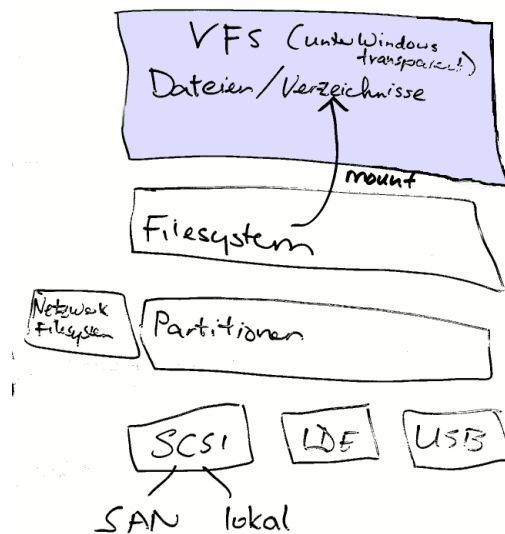 VFS (unter Windows
transparent!)
Dateien/Verzeichnisse
mount
Filesystem
Netzwerk
Filesystem
Partitionen
SCSI IDE USB
SAN lokal